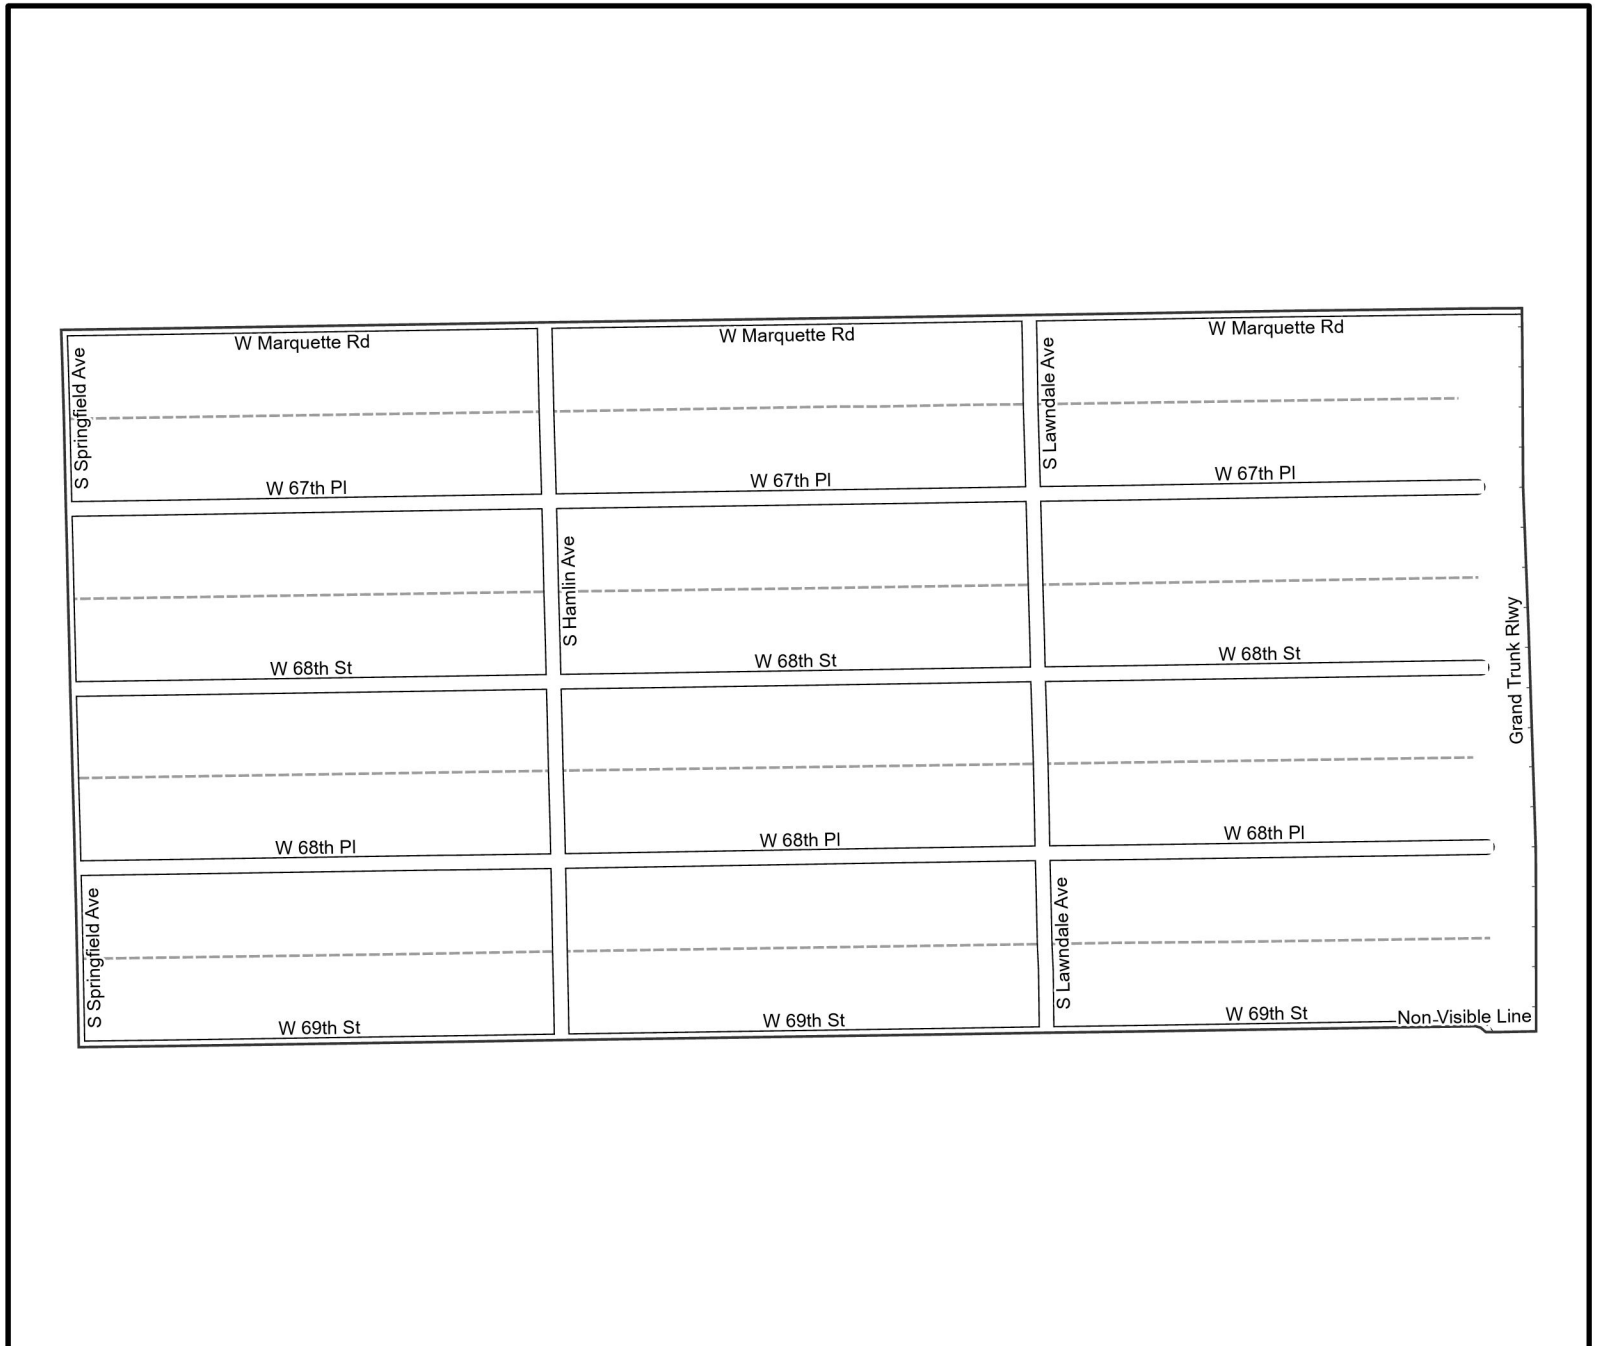 W Marquette Rd
W Marquette Rd
W Marquette Rd
S Springfield Ave
S Lawndale Ave
W 67th Pl
W 67th Pl
W 67th Pl
S Hamlin Ave
W 68th St
W 68th St
W 68th St
Grand Trunk Rlwy
W 68th Pl
W 68th Pl
W 68th Pl
S Springfield Ave
S Lawndale Ave
W 69th St
W 69th St
W 69th St
Non-Visible Line